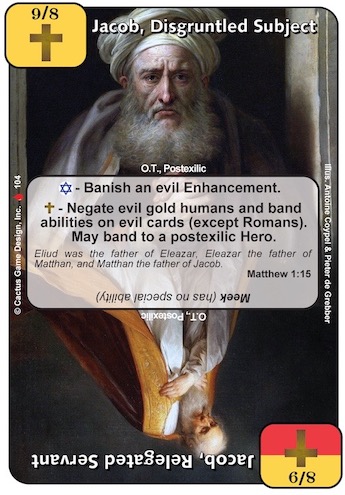 9/8
Jacob, Disgruntled Subject
O.T., Postexilic
✡ - Banish an evil Enhancement.
✝ - Negate evil gold humans and band
abilities on evil cards (except Romans).
May band to a postexilic Hero.
Eliud was the father of Eleazar, Eleazar the father of
Matthan, and Matthan the father of Jacob.
Matthew 1:15
Meek (has no special ability)
O.T., Postexilic
Jacob, Relegated Servant
6/8
© Cactus Game Design, Inc. 104
Illus. Antoine Coypel & Pieter de Grebber